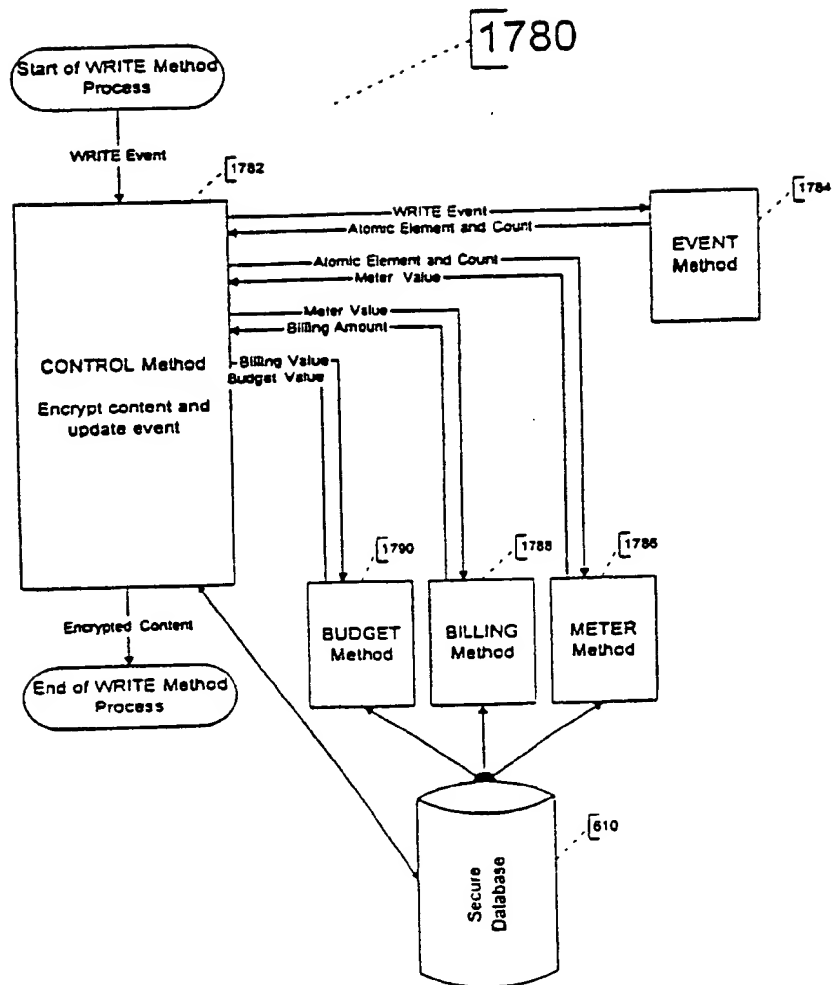 1780
Start of WRITE Method
Process
WRITE Event
1782
WRITE Event
Atomic Element and Count
1784
EVENT
Method
Atomic Element and Count
Meter Value
Meter Value
Billing Amount
Billing Value
Budget Value
CONTROL Method
Encrypt content and
update event
1790
1788
1786
BUDGET
Method
BILLING
Method
METER
Method
Encrypted Content
End of WRITE Method
Process
610
Secure
Database